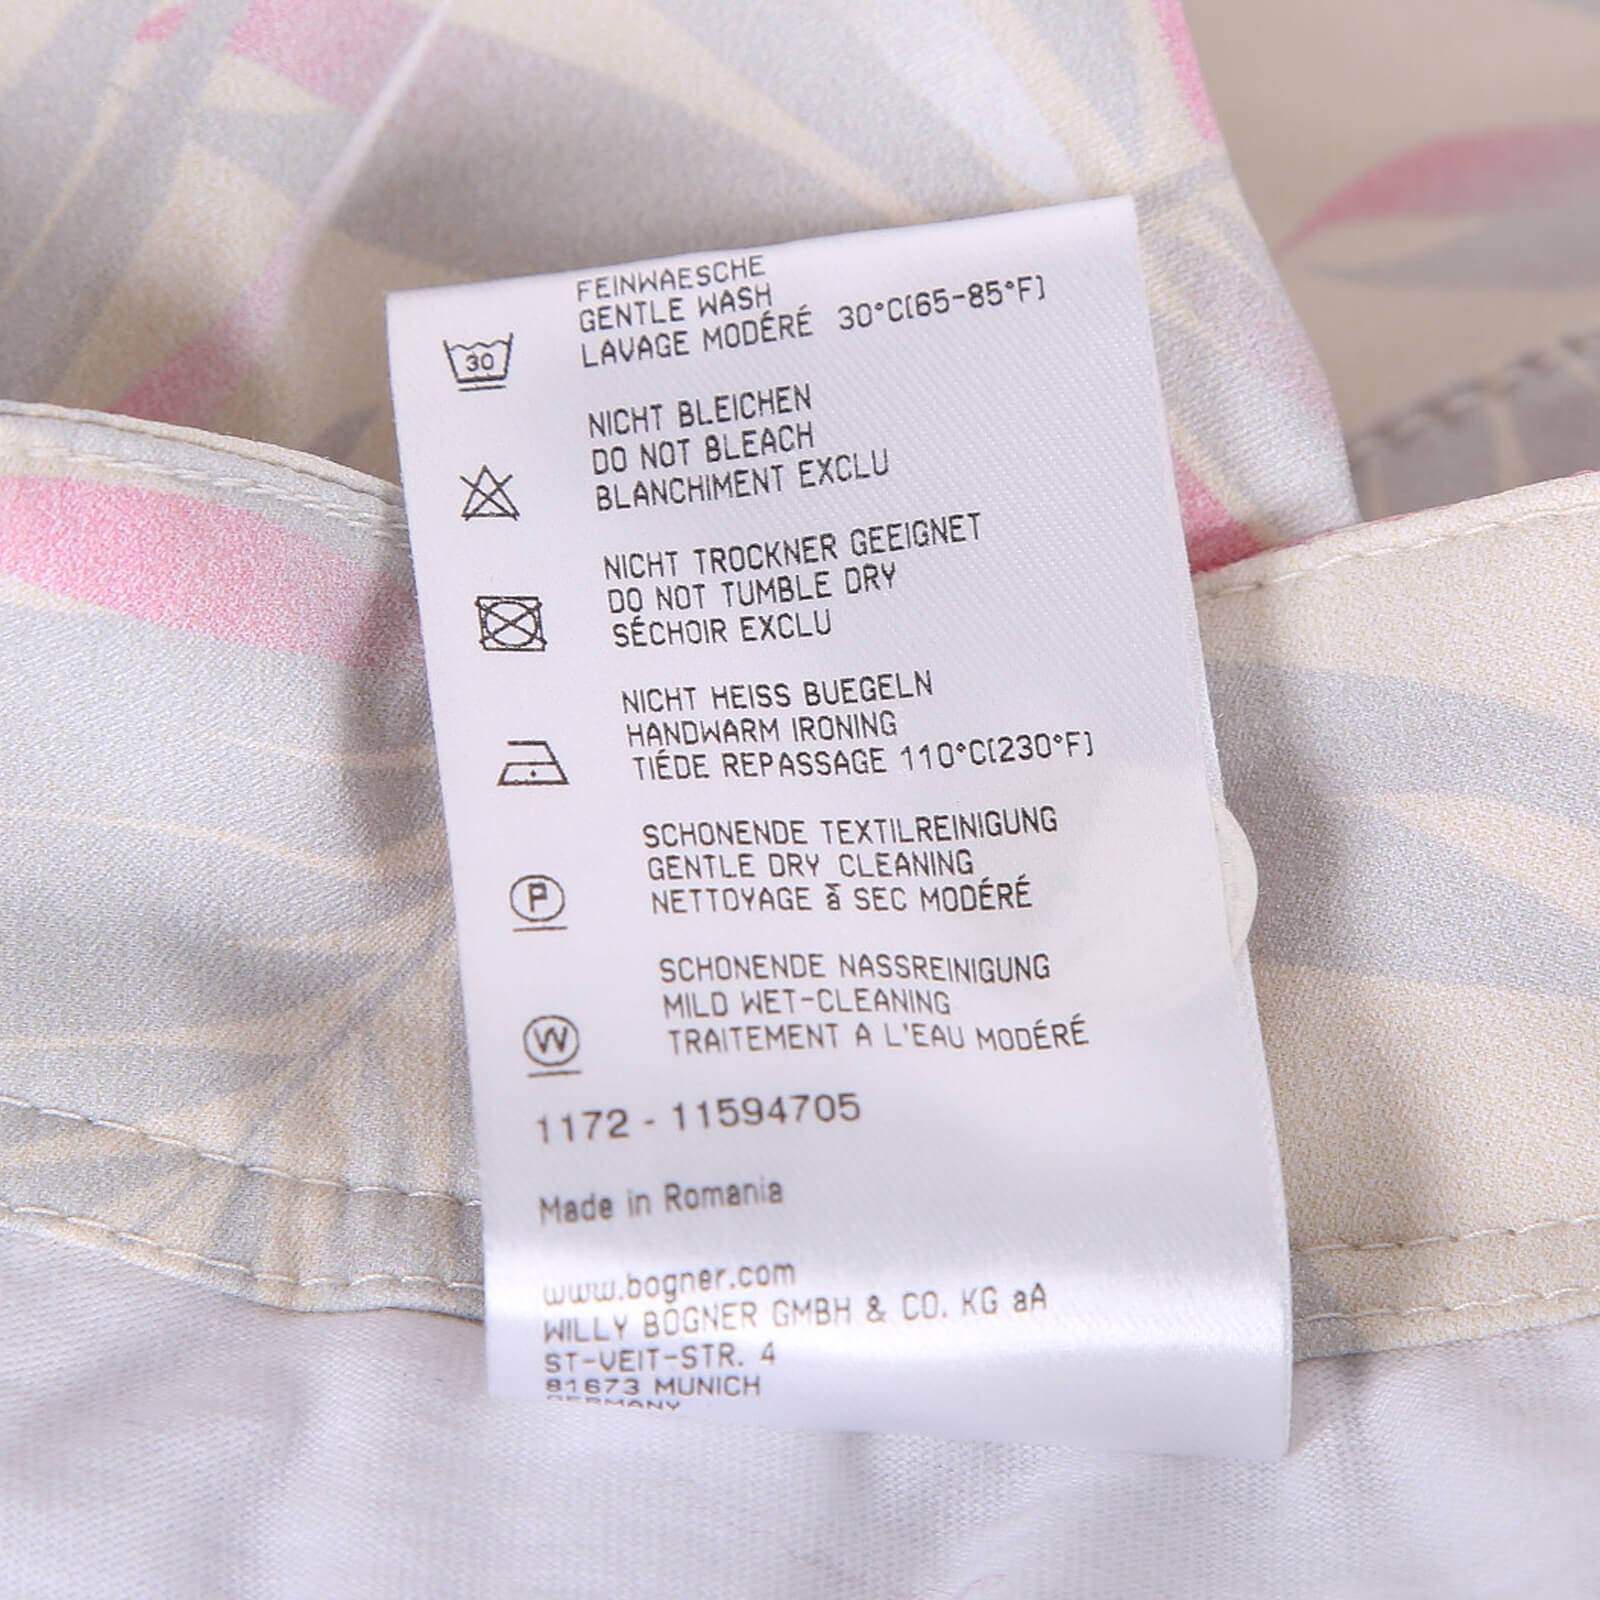 FEINWAESCHE
GENTLE WASH
LAVAGE MODÉRÉ 30°C(65-85°F)
30
NICHT BLEICHEN
DO NOT BLEACH
BLANCHIMENT EXCLU
NICHT TROCKNER GEEIGNET
DO NOT TUMBLE DRY
SÉCHOIR EXCLU
NICHT HEISS BUEGELN
HANDWARM IRONING
TIÉDE REPASSAGE 110°C(230°F)
SCHONENDE TEXTILREINIGUNG
GENTLE DRY CLEANING
NETTOYAGE à SEC MODÉRÉ
P
SCHONENDE NASSREINIGUNG
MILD WET-CLEANING
TRAITEMENT A L'EAU MODÉRÉ
W
1172 - 11594705
Made in Romania
www.bogner.com
WILLY BOGNER GMBH & CO. KG aA
ST-VEIT-STR. 4
81673 MUNICH
GERMANY